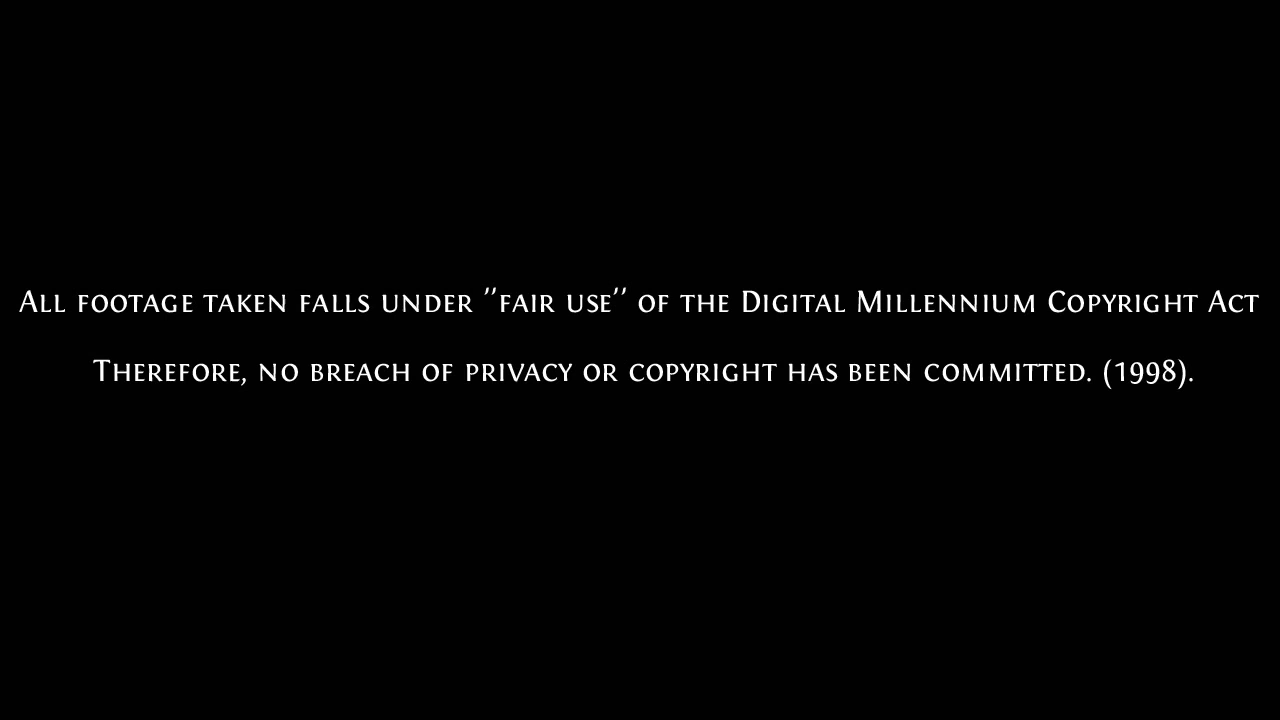 All footage taken falls under ''fair use'' of the Digital Millennium Copyright Act
Therefore, no breach of privacy or copyright has been committed. (1998).